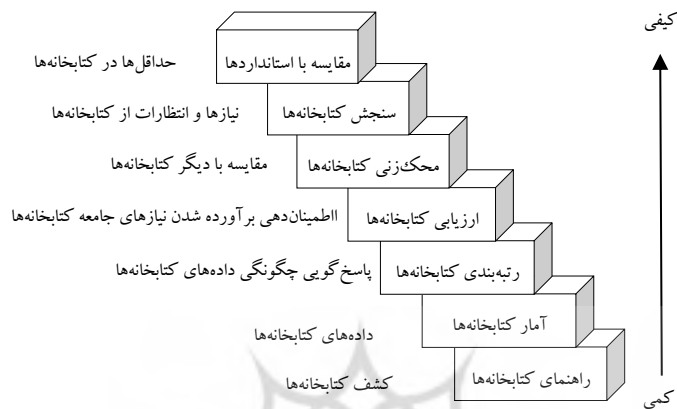 کیفی
مقایسه با استانداردها
حداقل‌ها در کتابخانه‌ها
سنجش کتابخانه‌ها
نیازها و انتظارات از کتابخانه‌ها
محک‌زنی کتابخانه‌ها
مقایسه با دیگر کتابخانه‌ها
ارزیابی کتابخانه‌ها
ااطمینان‌دهی برآورده شدن نیازهای جامعه کتابخانه‌ها
رتبه‌بندی کتابخانه‌ها
پاسخ‌گویی چگونگی داده‌های کتابخانه‌ها
آمار کتابخانه‌ها
داده‌های کتابخانه‌ها
راهنمای کتابخانه‌ها
کشف کتابخانه‌ها
کمی